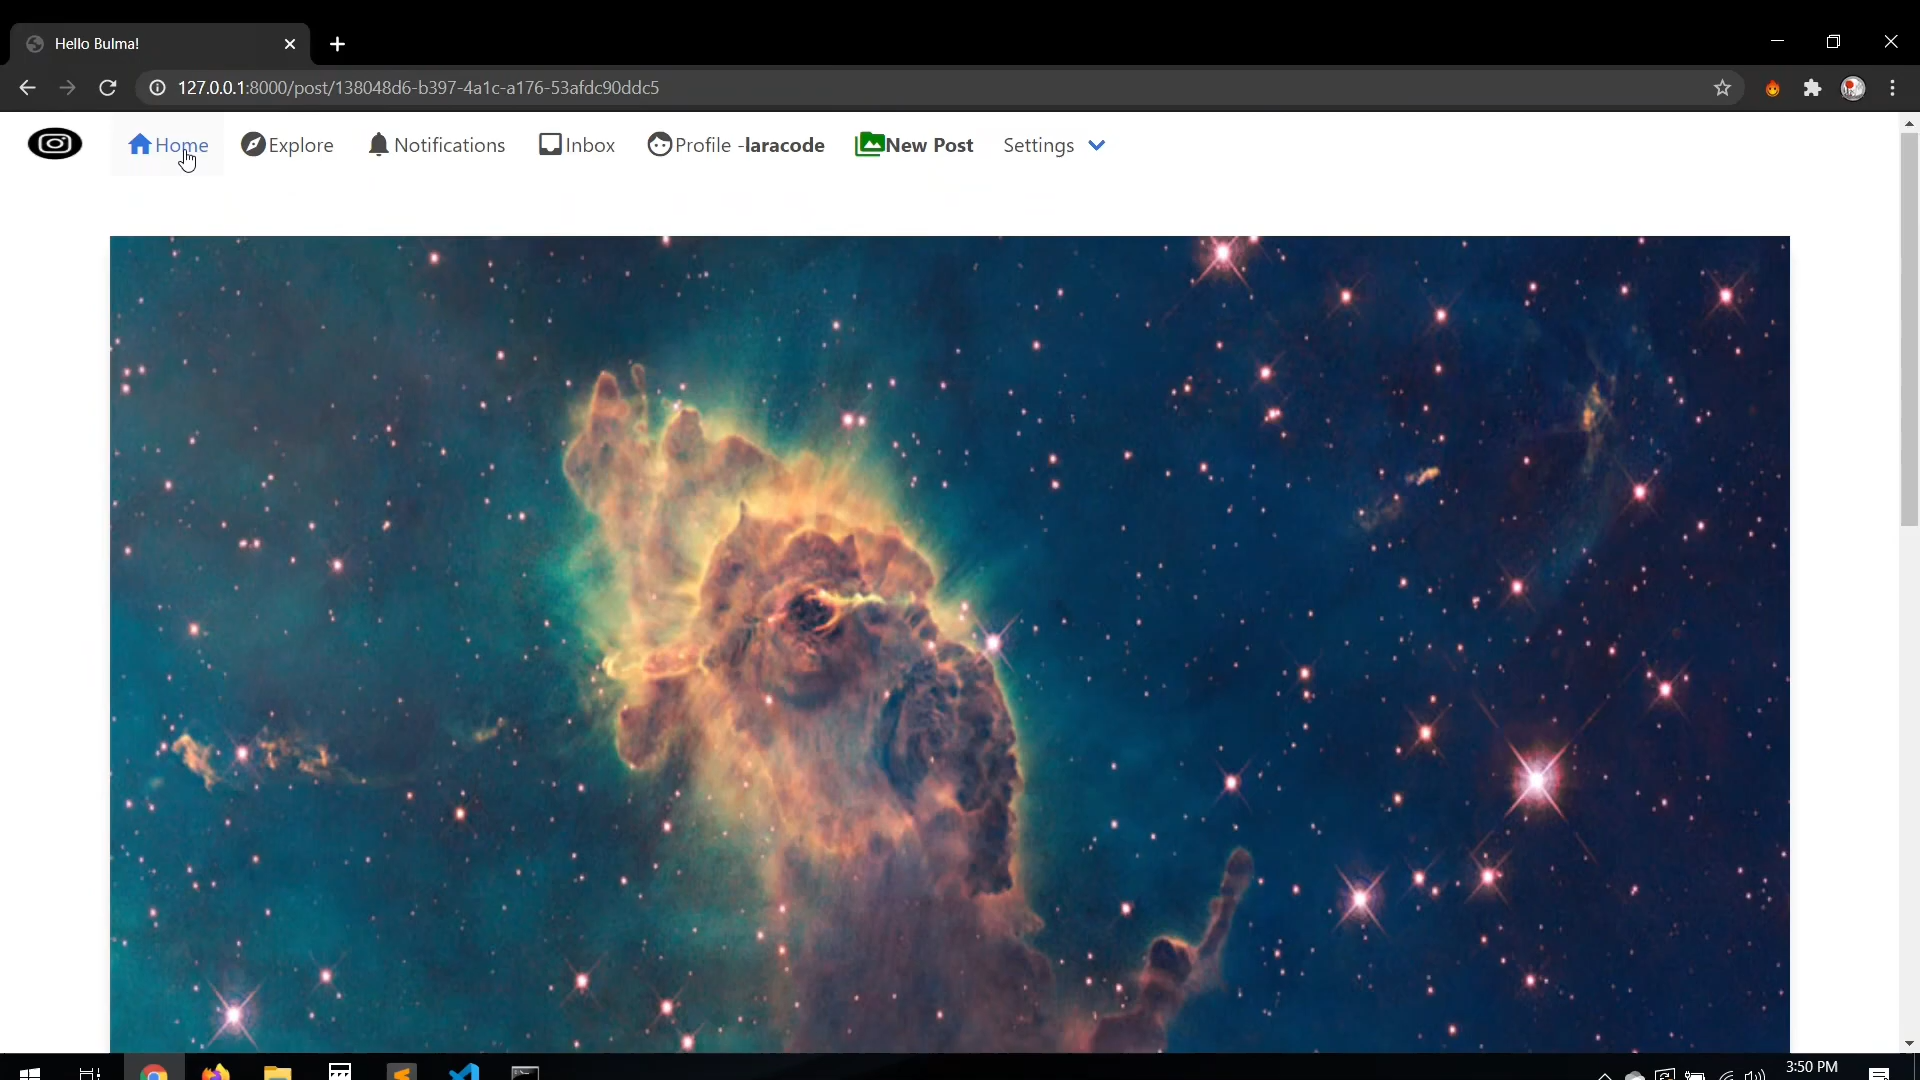 Hello Bulma!
127.0.0.1:8000/post/138048d6-b397-4a1c-a176-53afdc90ddc5
Home Explore Notifications Inbox Profile -laracode New Post Settings
3:50 PM